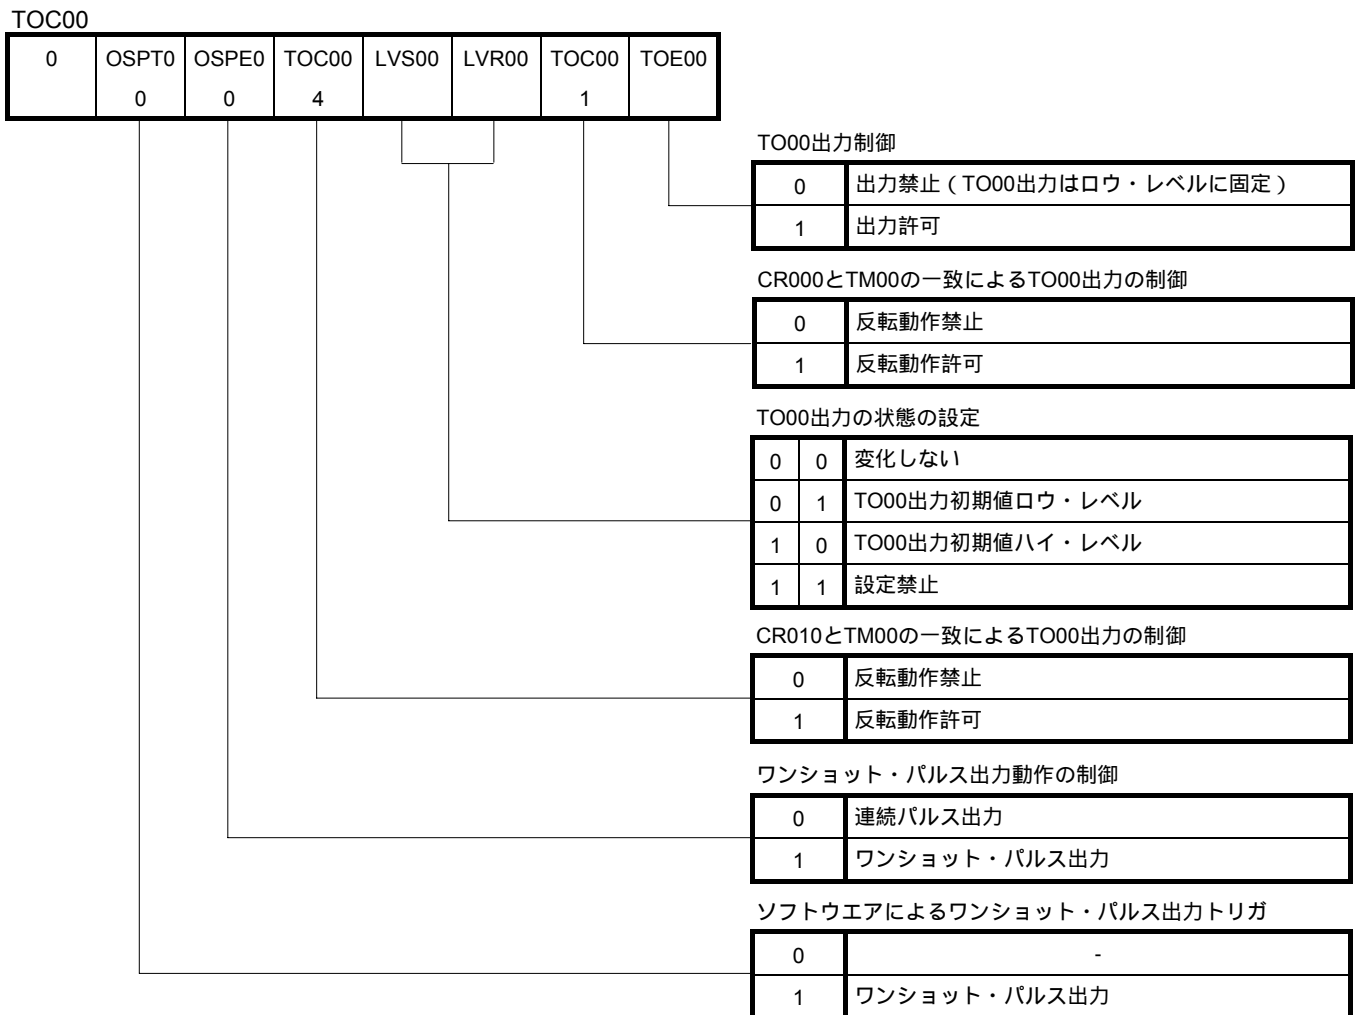 TOC00
0 OSPT0 OSPE0 TOC00 LVS00 LVR00 TOC00 TOE00
0 0 4 1
TO00出力制御
0 出力禁止（TO00出力はロウ・レベルに固定）
1 出力許可
CR000とTM00の一致によるTO00出力の制御
0 反転動作禁止
1 反転動作許可
TO00出力の状態の設定
0 0 変化しない
0 1 TO00出力初期値ロウ・レベル
1 0 TO00出力初期値ハイ・レベル
1 1 設定禁止
CR010とTM00の一致によるTO00出力の制御
0 反転動作禁止
1 反転動作許可
ワンショット・パルス出力動作の制御
0 連続パルス出力
1 ワンショット・パルス出力
ソフトウエアによるワンショット・パルス出力トリガ
0 -
1 ワンショット・パルス出力